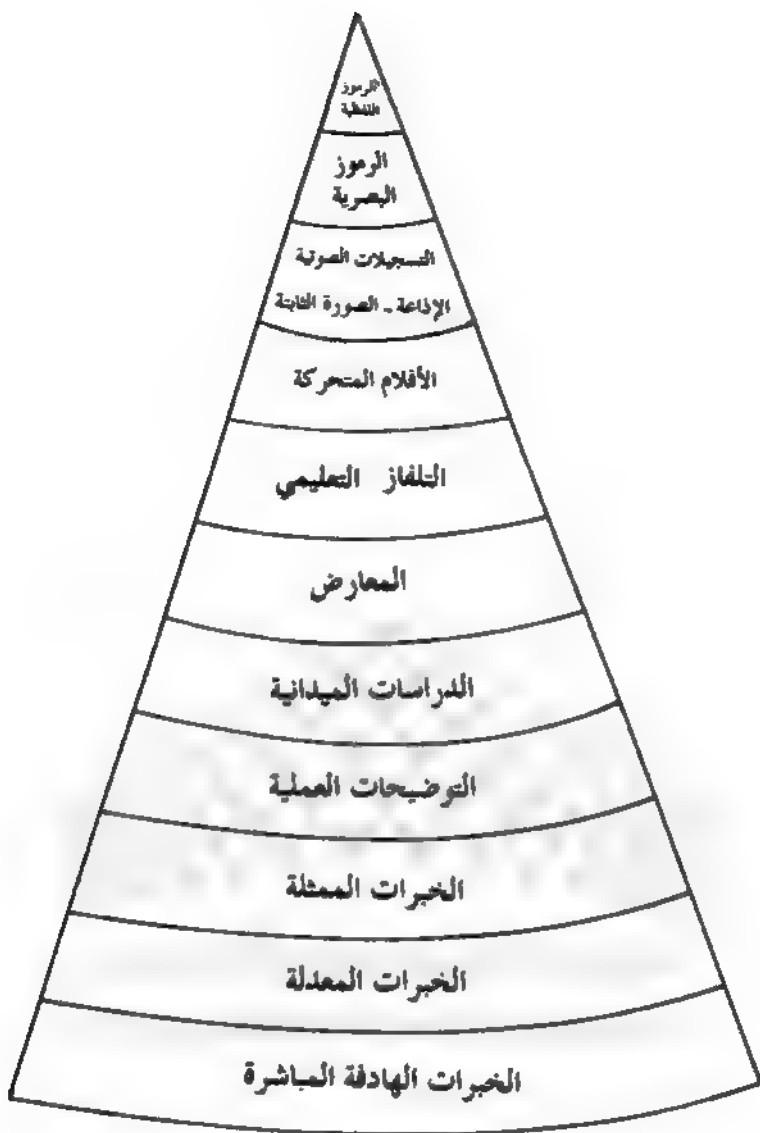 الرموز
اللفظية
الرموز
البصرية
التسجيلات الصوتية
الإذاعة - الصورة الثابتة
الأفلام المتحركة
التلفاز التعليمي
المعارض
الدراسات الميدانية
التوضيحات العملية
الخبرات الممثلة
الخبرات المعدلة
الخبرات الهادفة المباشرة